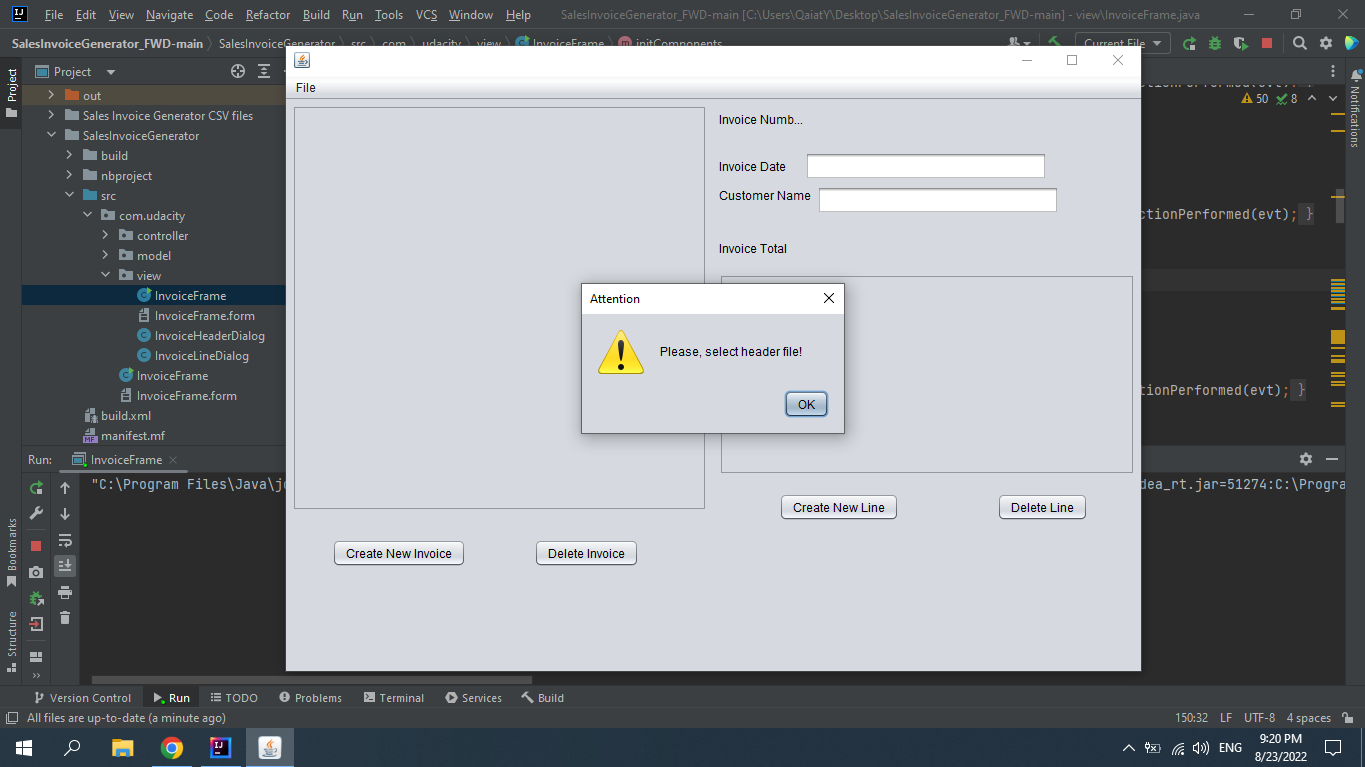 File Edit View Navigate Code Refactor Build Run Tools VCS Window Help SalesInvoiceGenerator_FWD-main [C:\Users\QaiatY\Desktop\SalesInvoiceGenerator_FWD-main] - view\InvoiceFrame.java
SalesInvoiceGenerator_FWD-main SalesInvoiceGenerator src com udacity view InvoiceFrame initComponents Current File
Project
Project
out
Sales Invoice Generator CSV files
SalesInvoiceGenerator
build
nbproject
src
com.udacity
controller
model
view
InvoiceFrame
InvoiceFrame.form
InvoiceHeaderDialog
InvoiceLineDialog
InvoiceFrame
InvoiceFrame.form
build.xml
MF manifest.mf
File
Invoice Numb...
Invoice Date
Customer Name
Invoice Total
Attention
Please, select header file!
OK
Create New Line Delete Line
Create New Invoice Delete Invoice
50 8
Notifications
ctionPerformed(evt); }
tionPerformed(evt); }
Run: InvoiceFrame
"C:\Program Files\Java\j
dea_rt.jar=51274:C:\Progra
Bookmarks
Structure
Version Control Run TODO Problems Terminal Services Build
All files are up-to-date (a minute ago) 150:32 LF UTF-8 4 spaces
ENG
9:20 PM
8/23/2022